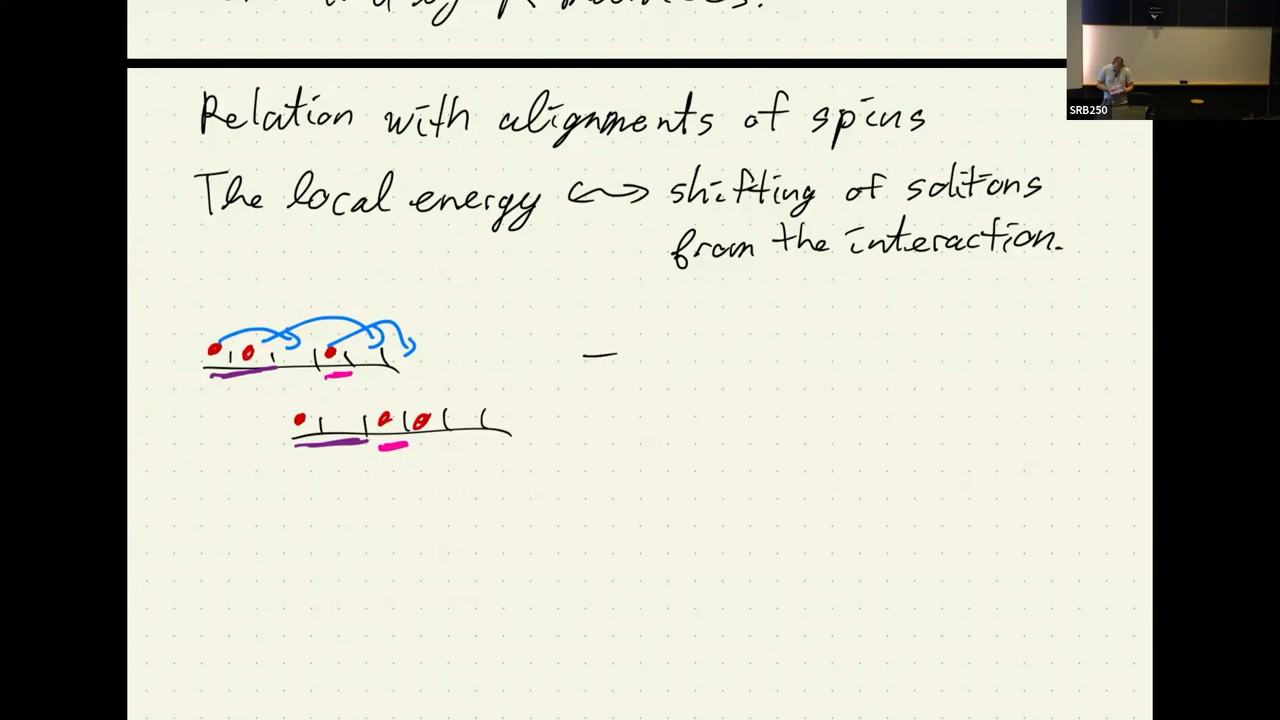 SRB250
Relation with alignments of spins
The local energy ↔ shifting of solitons
from the interaction.